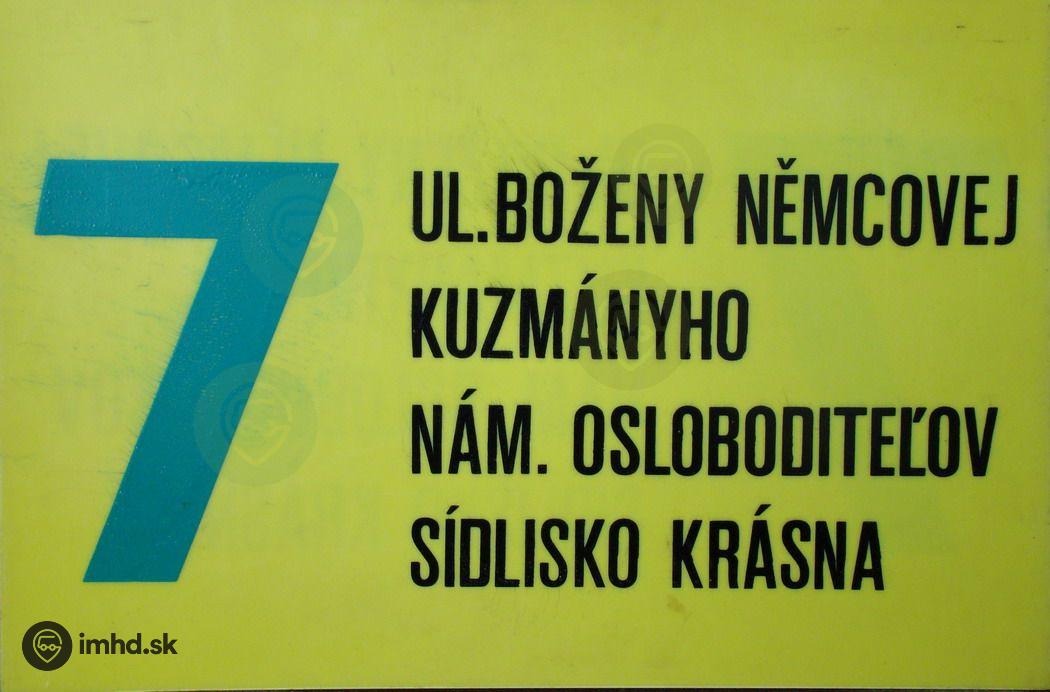 7
UL.BOŽENY NĚMCOVEJ
KUZMÁNYHO
NÁM. OSLOBODITEĽOV
SÍDLISKO KRÁSNA
imhd.sk